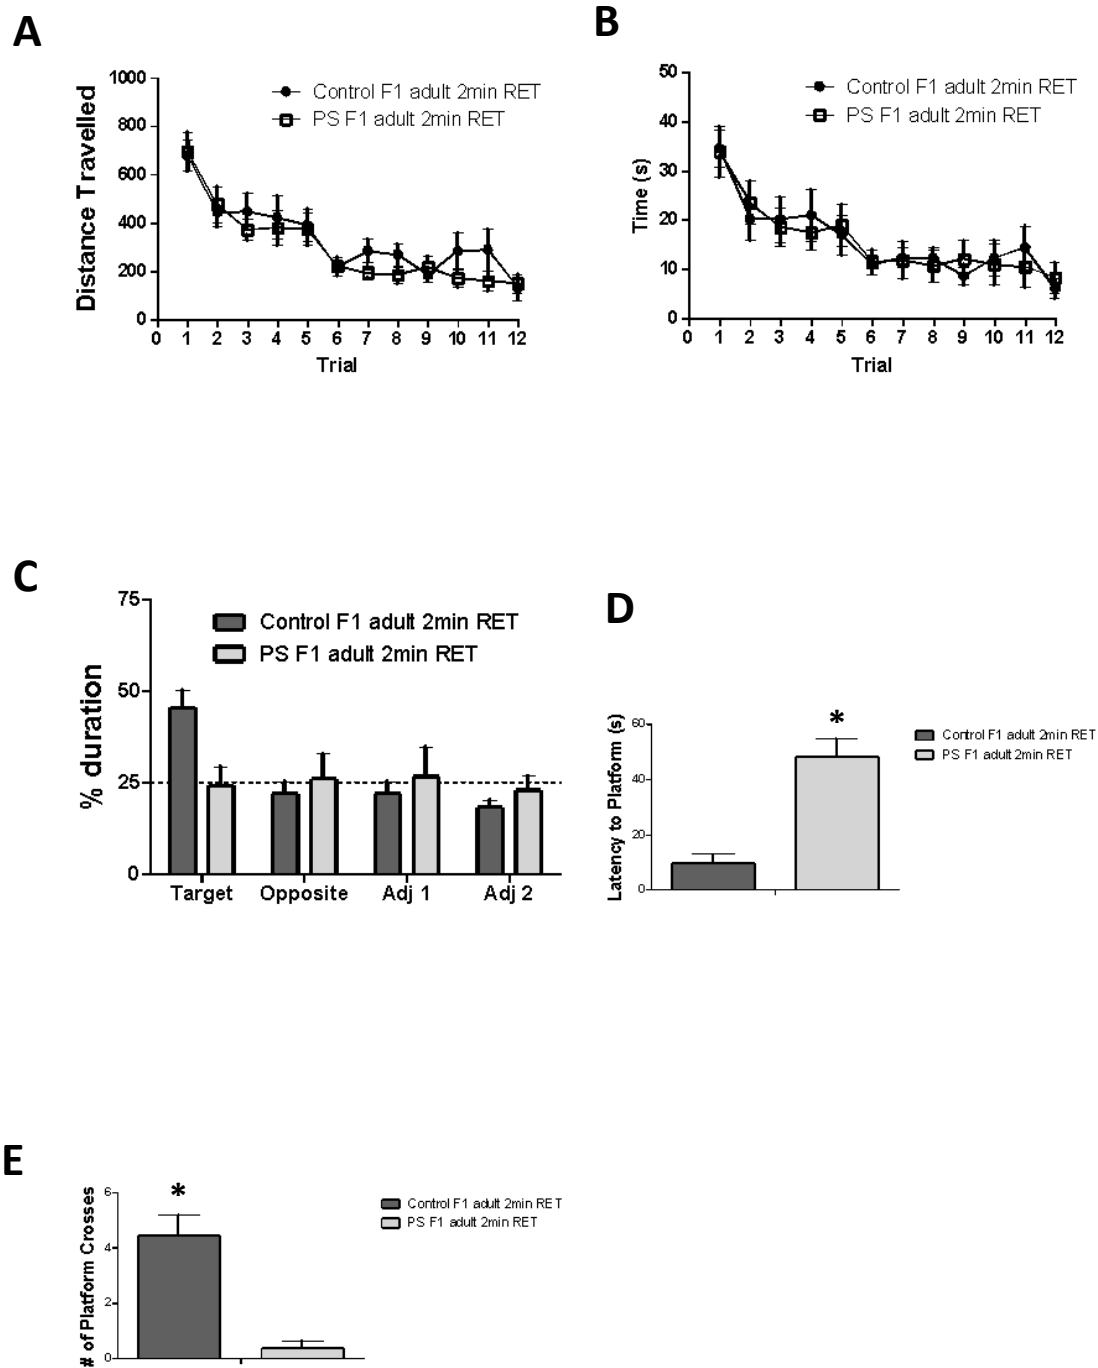 A
Distance Travelled
1000
800
600
400
200
0
Control F1 adult 2min RET
PS F1 adult 2min RET
0 1 2 3 4 5 6 7 8 9 10 11 12
Trial
B
Time (s)
50
40
30
20
10
0
Control F1 adult 2min RET
PS F1 adult 2min RET
0 1 2 3 4 5 6 7 8 9 10 11 12
Trial
C
% duration
75
50
25
0
Control F1 adult 2min RET
PS F1 adult 2min RET
Target Opposite Adj 1 Adj 2
D
Latency to Platform (s)
60
40
20
0
*
Control F1 adult 2min RET
PS F1 adult 2min RET
E
# of Platform Crosses
6
4
2
0
*
Control F1 adult 2min RET
PS F1 adult 2min RET